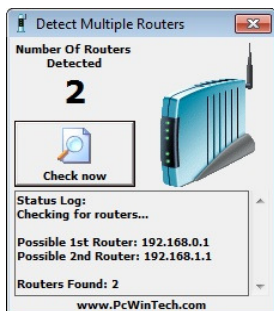 Detect Multiple Routers
Number Of Routers
Detected
2
Check now
Status Log:
Checking for routers...
Possible 1st Router: 192.168.0.1
Possible 2nd Router: 192.168.1.1
Routers Found: 2
www.PcWinTech.com